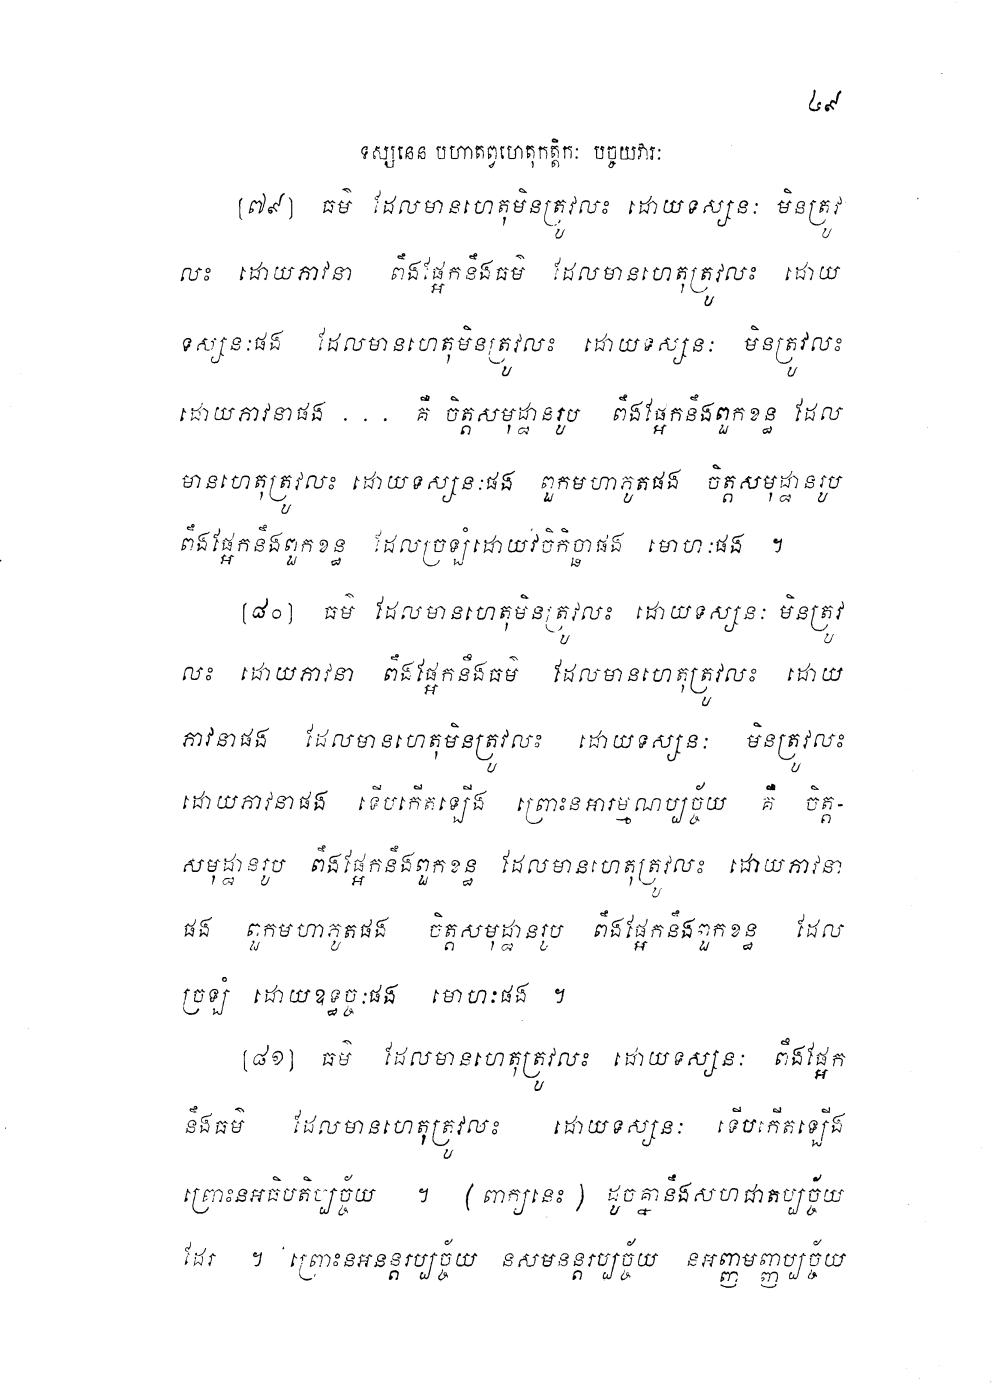 ៤៩
ទស្សនេន បហាតព្វហេតុកត្តិកៈ បច្ចយវារៈ
(៧៩) ធម៌ ដែលមានហេតុមិនត្រូវលះ ដោយទស្សនៈ មិនត្រូវ
លះ ដោយភាវនា ពឹងផ្អែកនឹងធម៌ ដែលមានហេតុត្រូវលះ ដោយ
ទស្សនៈផង ដែលមានហេតុមិនត្រូវលះ ដោយទស្សនៈ មិនត្រូវលះ
ដោយភាវនាផង . . . គឺ ចិត្តសមុដ្ឋានរូប ពឹងផ្អែកនឹងពួកខន្ធ ដែល
មានហេតុត្រូវលះ ដោយទស្សនៈផង ពួកមហាភូតផង ចិត្តសមុដ្ឋានរូប
ពឹងផ្អែកនឹងពួកខន្ធ ដែលច្រឡំដោយវិចិកិច្ឆាផង មោហៈផង ។
(៨០) ធម៌ ដែលមានហេតុមិនត្រូវលះ ដោយទស្សនៈ មិនត្រូវ
លះ ដោយភាវនា ពឹងផ្អែកនឹងធម៌ ដែលមានហេតុត្រូវលះ ដោយ
ភាវនាផង ដែលមានហេតុមិនត្រូវលះ ដោយទស្សនៈ មិនត្រូវលះ
ដោយភាវនាផង ទើបកើតឡើង ព្រោះនអារម្មណប្បច្ច័យ គឺ ចិត្ត-
សមុដ្ឋានរូប ពឹងផ្អែកនឹងពួកខន្ធ ដែលមានហេតុត្រូវលះ ដោយភាវនា
ផង ពួកមហាភូតផង ចិត្តសមុដ្ឋានរូប ពឹងផ្អែកនឹងពួកខន្ធ ដែល
ច្រឡំ ដោយឧទ្ធច្ចៈផង មោហៈផង ។
(៨១) ធម៌ ដែលមានហេតុត្រូវលះ ដោយទស្សនៈ ពឹងផ្អែក
នឹងធម៌ ដែលមានហេតុត្រូវលះ ដោយទស្សនៈ ទើបកើតឡើង
ព្រោះនអធិបតិប្បច្ច័យ ។ (ពាក្យនេះ) ដូចគ្នានឹងសហជាតប្បច្ច័យ
ដែរ ។ ព្រោះនអនន្តរប្បច្ច័យ នសមនន្តរប្បច្ច័យ នអញ្ញមញ្ញប្បច្ច័យ